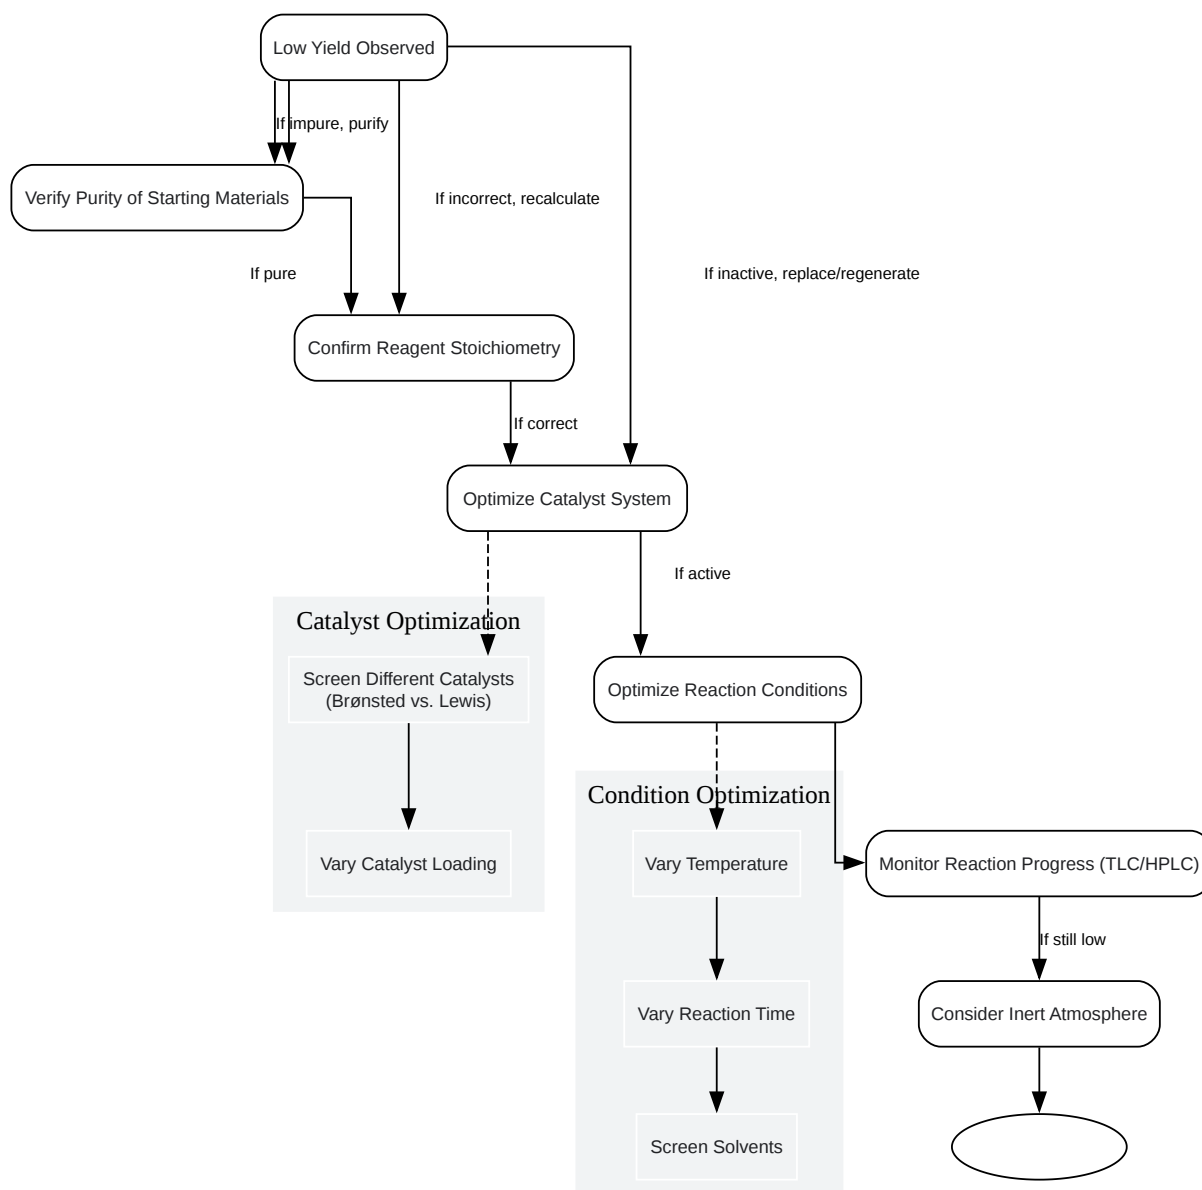 Low Yield Observed
If impure, purify
Verify Purity of Starting Materials
If incorrect, recalculate
If pure
If inactive, replace/regenerate
Confirm Reagent Stoichiometry
If correct
Optimize Catalyst System
If active
Catalyst Optimization
Screen Different Catalysts
(Brønsted vs. Lewis)
Optimize Reaction Conditions
Condition Optimization
Vary Catalyst Loading
Vary Temperature
Monitor Reaction Progress (TLC/HPLC)
If still low
Vary Reaction Time
Consider Inert Atmosphere
Screen Solvents